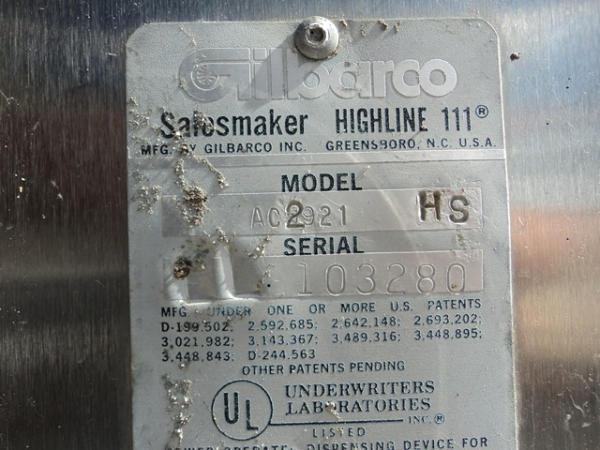 Gilbarco
Salesmaker HIGHLINE 111®
MFG. BY GILBARCO INC. GREENSBORO, N.C. U.S.A.
MODEL
AC2921 HS
SERIAL
103280
MFG UNDER ONE OR MORE U.S. PATENTS
D-199.502; 2.592.685; 2.642.148; 2.693.202;
3.021.982; 3.143.367; 3.489.316; 3.448.895;
3.448.843; D-244.563
OTHER PATENTS PENDING
UL
UNDERWRITERS
LABORATORIES
INC.®
LISTED
POWER OPERATE: DISPENSING DEVICE FOR